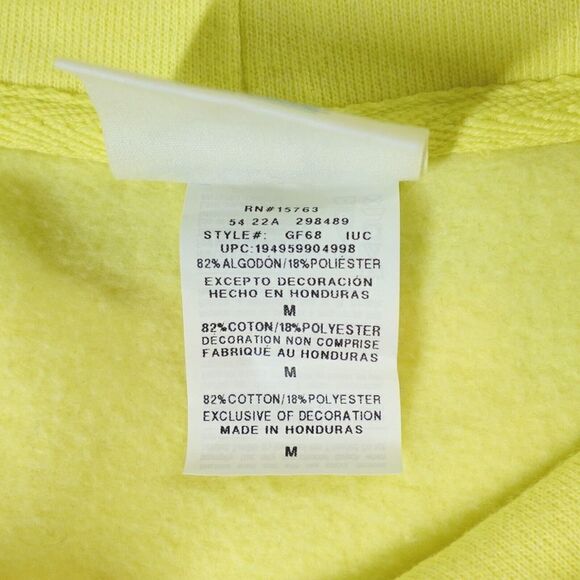 RN#15763
54 22A 298489
STYLE#: GF68 IUC
UPC:194959904998
82%ALGODÓN/18%POLIÉSTER
EXCEPTO DECORACIÓN
HECHO EN HONDURAS
M
82%COTON/18%POLYESTER
DÉCORATION NON COMPRISE
FABRIQUÉ AU HONDURAS
M
82%COTTON/18%POLYESTER
EXCLUSIVE OF DECORATION
MADE IN HONDURAS
M